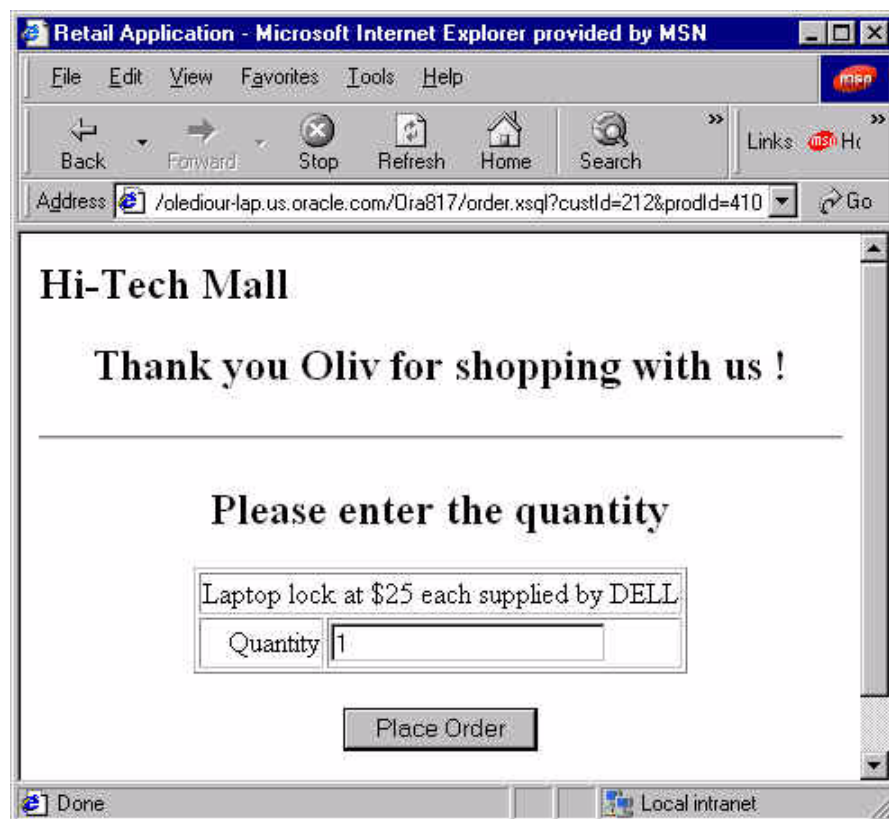 Retail Application - Microsoft Internet Explorer provided by MSN
File Edit View Favorites Tools Help
msn
Back Forward Stop Refresh Home Search » Links msn »
Address /olediour-lap.us.oracle.com/Ora817/order.xsql?custId=212&prodId=410 Go
Hi-Tech Mall
Thank you Oliv for shopping with us !
Please enter the quantity
Laptop lock at $25 each supplied by DELL
Quantity 1
Place Order
Done Local intranet